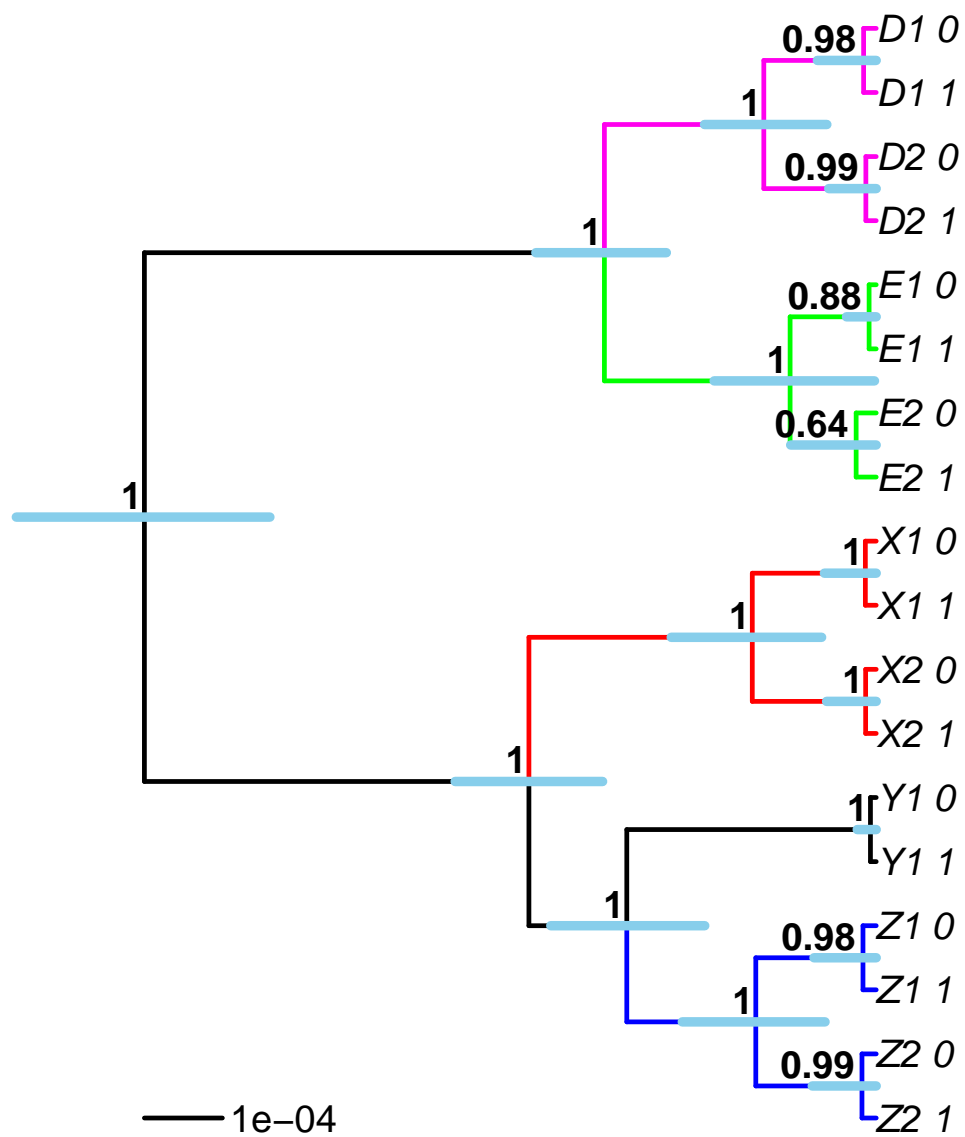 D1 0
0.98
D1 1
1
D2 0
0.99
D2 1
1
E1 0
0.88
E1 1
1
E2 0
0.64
E2 1
1
X1 0
1
X1 1
1
X2 0
1
X2 1
1
Y1 0
1
Y1 1
1
Z1 0
0.98
Z1 1
1
Z2 0
0.99
Z2 1
1e−04